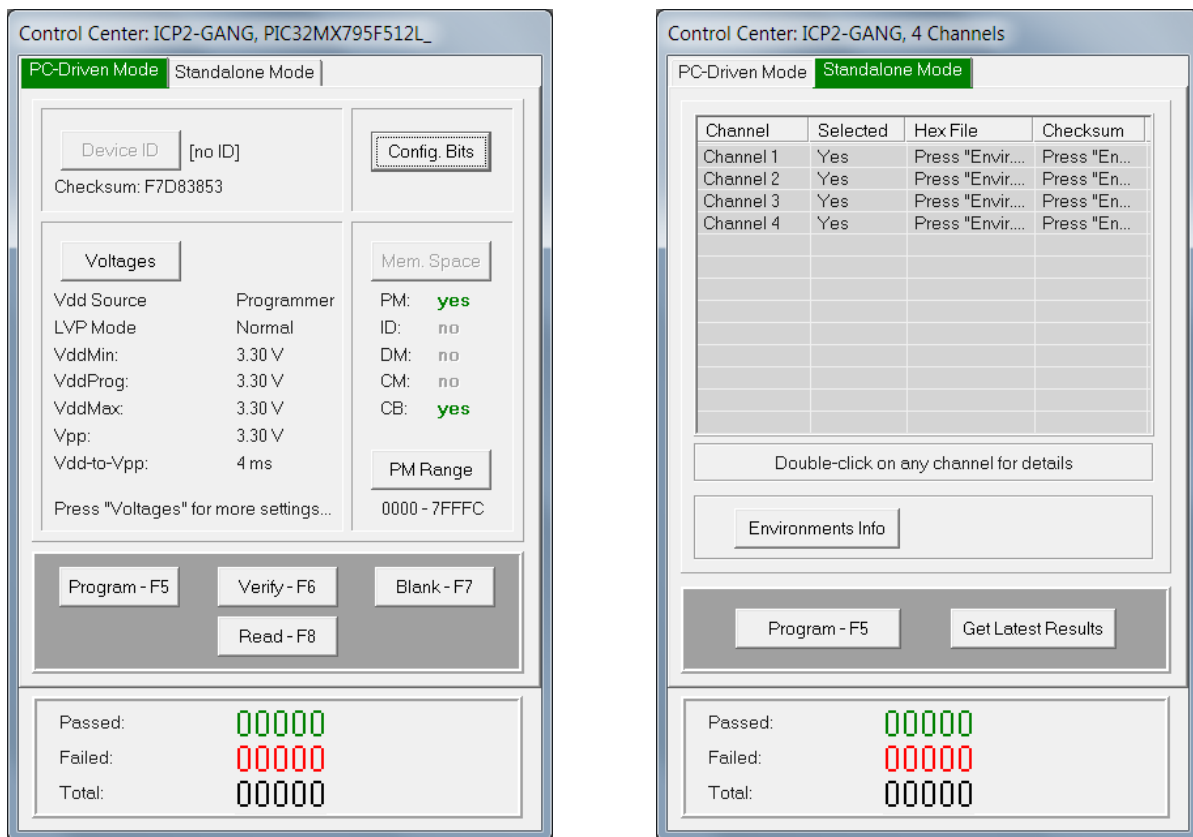 Control Center: ICP2-GANG, PIC32MX795F512L_
PC-Driven Mode Standalone Mode
Device ID [no ID]
Checksum: F7D83853
Config. Bits
Voltages
Vdd Source Programmer
LVP Mode Normal
VddMin: 3.30 V
VddProg: 3.30 V
VddMax: 3.30 V
Vpp: 3.30 V
Vdd-to-Vpp: 4 ms
Press "Voltages" for more settings...
Mem. Space
PM: yes
ID: no
DM: no
CM: no
CB: yes
PM Range
0000 - 7FFFC
Program - F5 Verify - F6 Blank - F7
Read - F8
Passed: 00000
Failed: 00000
Total: 00000
Control Center: ICP2-GANG, 4 Channels
PC-Driven Mode Standalone Mode
Channel Selected Hex File Checksum
Channel 1 Yes Press "Envir.... Press "En...
Channel 2 Yes Press "Envir.... Press "En...
Channel 3 Yes Press "Envir.... Press "En...
Channel 4 Yes Press "Envir.... Press "En...
Double-click on any channel for details
Environments Info
Program - F5 Get Latest Results
Passed: 00000
Failed: 00000
Total: 00000